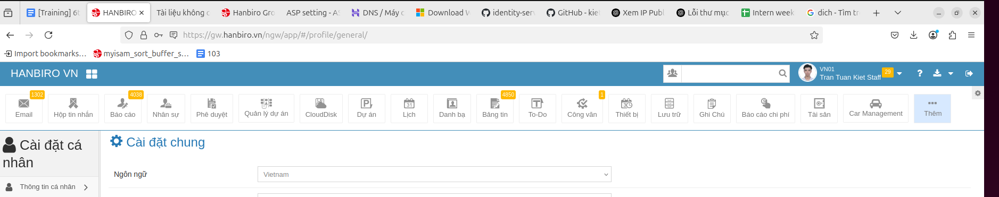 [Training] 6t
HANBIRO
Tài liệu không
Hanbiro Gro
ASP setting - AS
DNS / Máy c
Download W
identity-serv
GitHub - kiet
Xem IP Publ
Lỗi thư mục
Intern week
dich - Tìm tr
https://gw.hanbiro.vn/ngw/app/#/profile/general/
Import bookmarks...
myisam_sort_buffer_s...
103
HANBIRO VN
VN01
Tran Tuan Kiet Staff
29
1302
4038
4850
1
Email
Hộp tin nhắn
Báo cáo
Nhân sự
Phê duyệt
Quản lý dự án
CloudDisk
Dự án
Lịch
Danh bạ
Bảng tin
To-Do
Công văn
Thiết bị
Lưu trữ
Ghi Chú
Báo cáo chi phí
Tài sản
Car Management
Thêm
Cài đặt cá
nhân
Thông tin cá nhân
Cài đặt chung
Ngôn ngữ
Vietnam